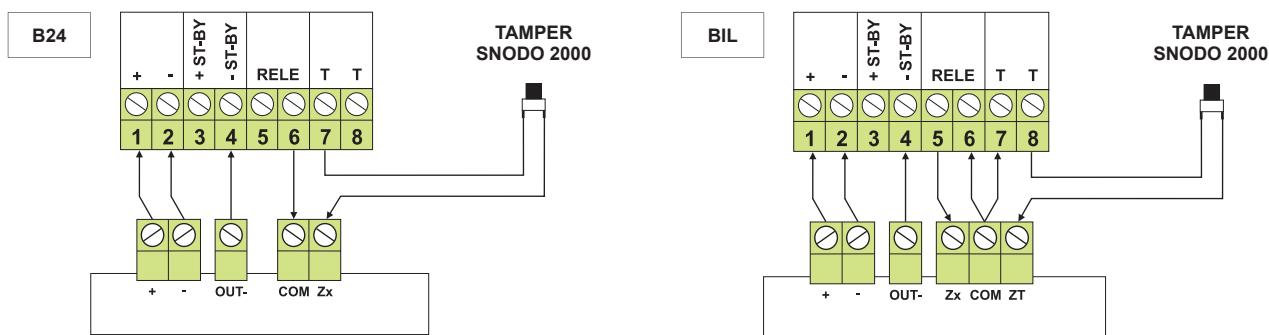 B24
+ - + ST-BY - ST-BY RELE T T
1 2 3 4 5 6 7 8
TAMPER
SNODO 2000
+ - OUT- COM Zx
BIL
+ - + ST-BY - ST-BY RELE T T
1 2 3 4 5 6 7 8
TAMPER
SNODO 2000
+ - OUT- Zx COM ZT